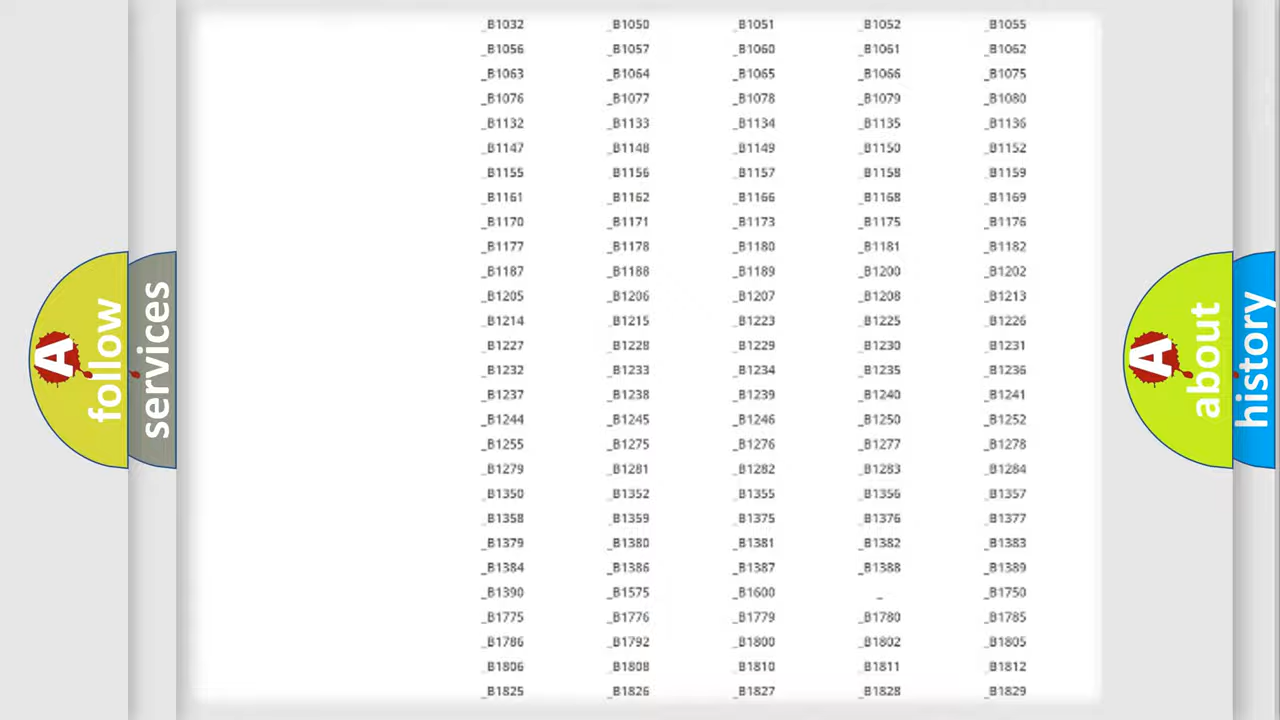 _B1032 _B1050 _B1051 _B1052 _B1055
_B1056 _B1057 _B1060 _B1061 _B1062
_B1063 _B1064 _B1065 _B1066 _B1075
_B1076 _B1077 _B1078 _B1079 _B1080
_B1132 _B1133 _B1134 _B1135 _B1136
_B1147 _B1148 _B1149 _B1150 _B1152
_B1155 _B1156 _B1157 _B1158 _B1159
_B1161 _B1162 _B1166 _B1168 _B1169
_B1170 _B1171 _B1173 _B1175 _B1176
_B1177 _B1178 _B1180 _B1181 _B1182
_B1187 _B1188 _B1189 _B1200 _B1202
_B1205 _B1206 _B1207 _B1208 _B1213
_B1214 _B1215 _B1223 _B1225 _B1226
_B1227 _B1228 _B1229 _B1230 _B1231
_B1232 _B1233 _B1234 _B1235 _B1236
_B1237 _B1238 _B1239 _B1240 _B1241
_B1244 _B1245 _B1246 _B1250 _B1252
_B1255 _B1275 _B1276 _B1277 _B1278
_B1279 _B1281 _B1282 _B1283 _B1284
_B1350 _B1352 _B1355 _B1356 _B1357
_B1358 _B1359 _B1375 _B1376 _B1377
_B1379 _B1380 _B1381 _B1382 _B1383
_B1384 _B1386 _B1387 _B1388 _B1389
_B1390 _B1575 _B1600 _ _B1750
_B1775 _B1776 _B1779 _B1780 _B1785
_B1786 _B1792 _B1800 _B1802 _B1805
_B1806 _B1808 _B1810 _B1811 _B1812
_B1825 _B1826 _B1827 _B1828 _B1829
A
follow
services
A
about
history